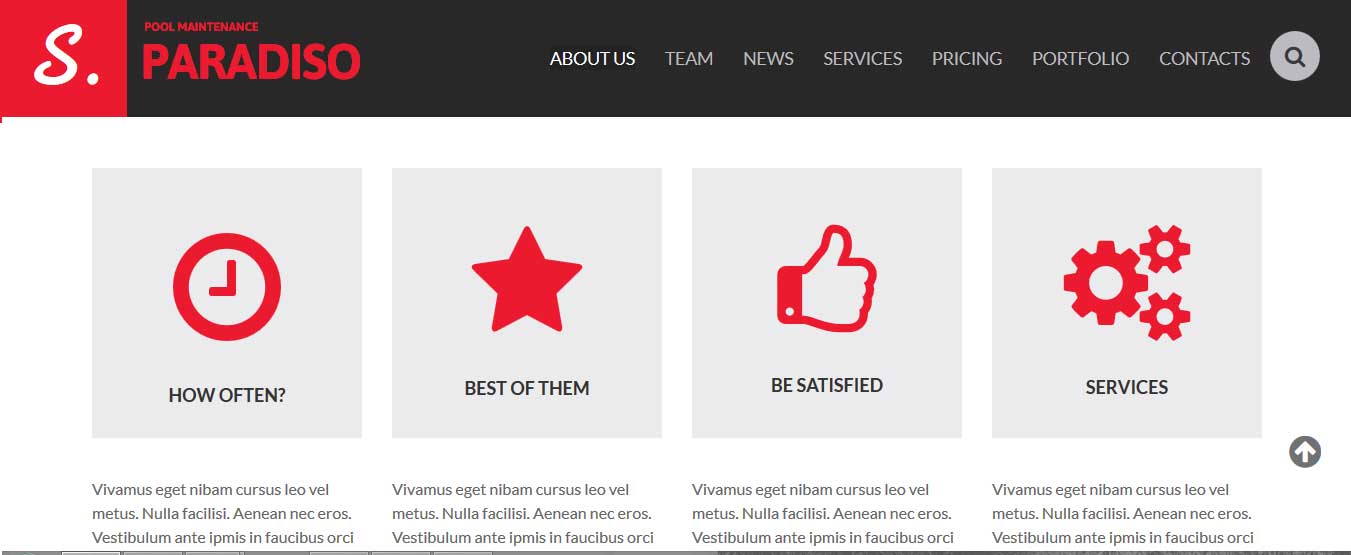 S.
POOL MAINTENANCE
PARADISO
ABOUT US TEAM NEWS SERVICES PRICING PORTFOLIO CONTACTS
HOW OFTEN?
BEST OF THEM
BE SATISFIED
SERVICES
Vivamus eget nibam cursus leo vel
metus. Nulla facilisi. Aenean nec eros.
Vestibulum ante ipmis in faucibus orci
Vivamus eget nibam cursus leo vel
metus. Nulla facilisi. Aenean nec eros.
Vestibulum ante ipmis in faucibus orci
Vivamus eget nibam cursus leo vel
metus. Nulla facilisi. Aenean nec eros.
Vestibulum ante ipmis in faucibus orci
Vivamus eget nibam cursus leo vel
metus. Nulla facilisi. Aenean nec eros.
Vestibulum ante ipmis in faucibus orci